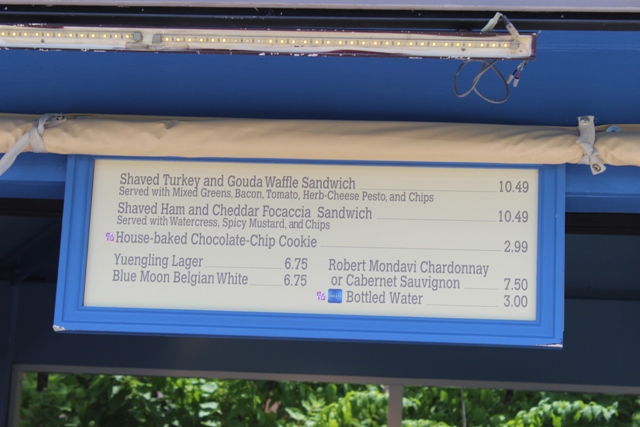 Shaved Turkey and Gouda Waffle Sandwich 10.49
Served with Mixed Greens, Bacon, Tomato, Herb-Cheese Pesto, and Chips
Shaved Ham and Cheddar Focaccia Sandwich 10.49
Served with Watercress, Spicy Mustard, and Chips
House-baked Chocolate-Chip Cookie 2.99
Yuengling Lager 6.75
Blue Moon Belgian White 6.75
Robert Mondavi Chardonnay
or Cabernet Sauvignon 7.50
Bottled Water 3.00